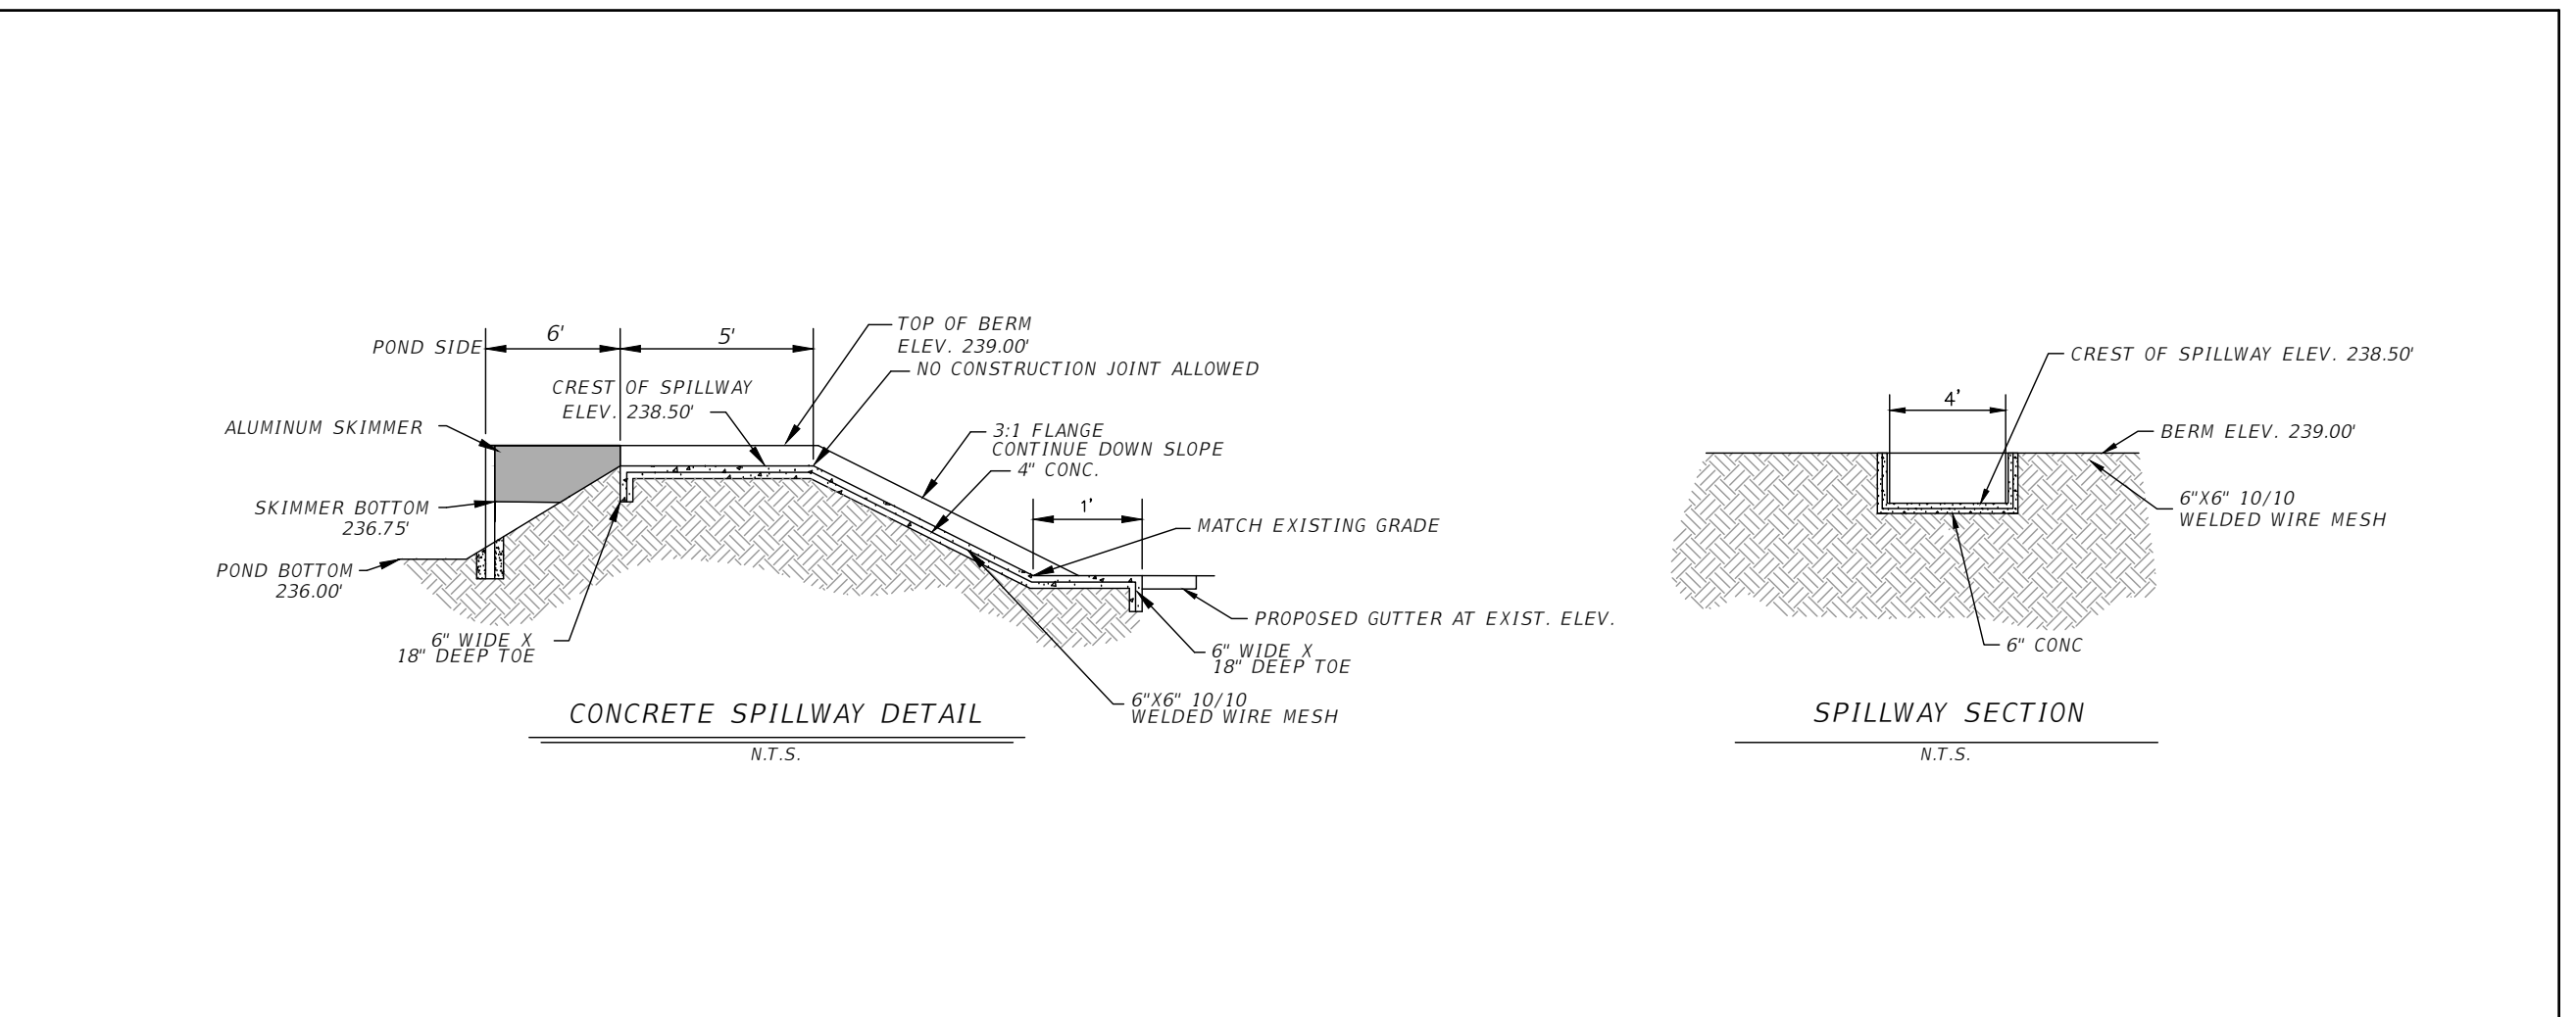 POND SIDE
6'
5'
TOP OF BERM
ELEV. 239.00'
NO CONSTRUCTION JOINT ALLOWED
CREST OF SPILLWAY
ELEV. 238.50'
ALUMINUM SKIMMER
3:1 FLANGE
CONTINUE DOWN SLOPE
4" CONC.
SKIMMER BOTTOM
236.75'
1'
MATCH EXISTING GRADE
POND BOTTOM
236.00'
PROPOSED GUTTER AT EXIST. ELEV.
6" WIDE X
18" DEEP TOE
6" WIDE X
18" DEEP TOE
6"X6" 10/10
WELDED WIRE MESH
CONCRETE SPILLWAY DETAIL
N.T.S.
CREST OF SPILLWAY ELEV. 238.50'
4'
BERM ELEV. 239.00'
6"X6" 10/10
WELDED WIRE MESH
6" CONC
SPILLWAY SECTION
N.T.S.